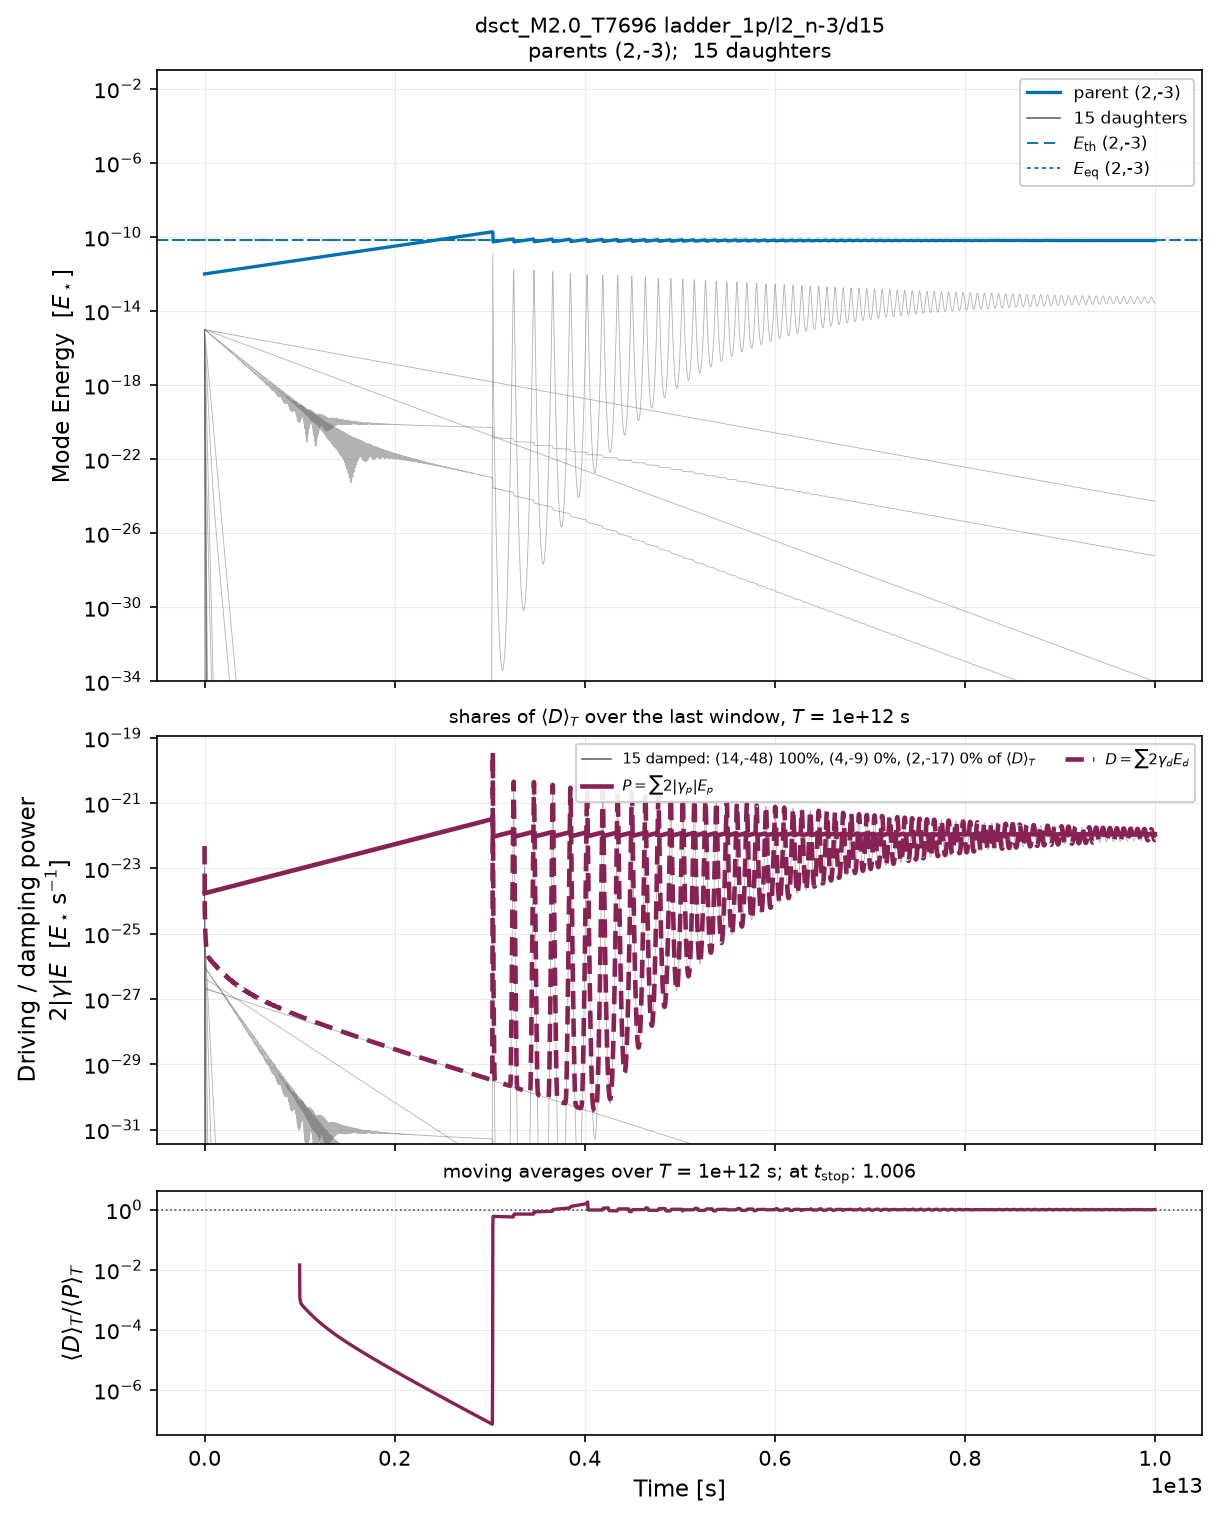 dsct_M2.0_T7696 ladder_1p/l2_n-3/d15
parents (2,-3);  15 daughters
Mode Energy  [E⋆]
10⁻²
10⁻⁶
10⁻¹⁰
10⁻¹⁴
10⁻¹⁸
10⁻²²
10⁻²⁶
10⁻³⁰
10⁻³⁴
parent (2,-3)
15 daughters
E_th (2,-3)
E_eq (2,-3)
shares of ⟨D⟩_T over the last window, T = 1e+12 s
Driving / damping power
2|γ|E  [E⋆ s⁻¹]
10⁻¹⁹
10⁻²¹
10⁻²³
10⁻²⁵
10⁻²⁷
10⁻²⁹
10⁻³¹
15 damped: (14,-48) 100%, (4,-9) 0%, (2,-17) 0% of ⟨D⟩_T
P = ∑2|γ_p|E_p
D = ∑2γ_dE_d
moving averages over T = 1e+12 s; at t_stop: 1.006
⟨D⟩_T/⟨P⟩_T
10⁰
10⁻²
10⁻⁴
10⁻⁶
0.0 0.2 0.4 0.6 0.8 1.0
1e13
Time [s]